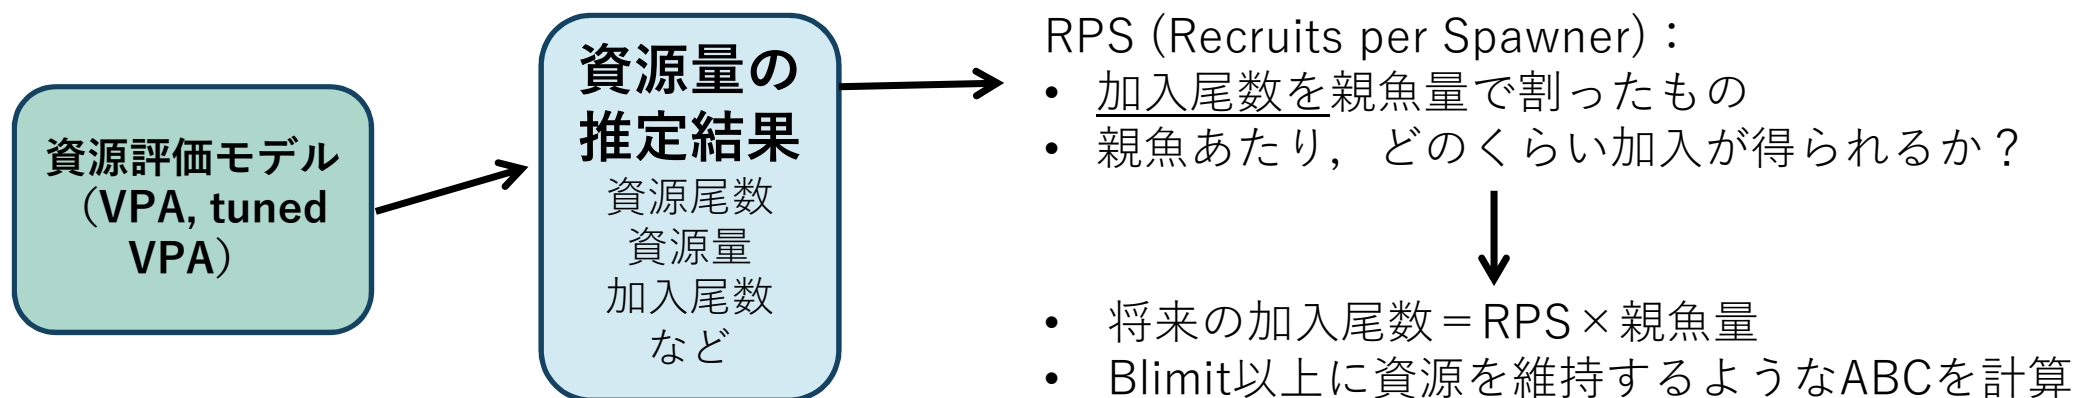 資源評価モデル
（VPA, tuned
VPA）
資源量の
推定結果
資源尾数
資源量
加入尾数
など
RPS (Recruits per Spawner)：
• 加入尾数を親魚量で割ったもの
• 親魚あたり，どのくらい加入が得られるか？
• 将来の加入尾数＝RPS×親魚量
• Blimit以上に資源を維持するようなABCを計算